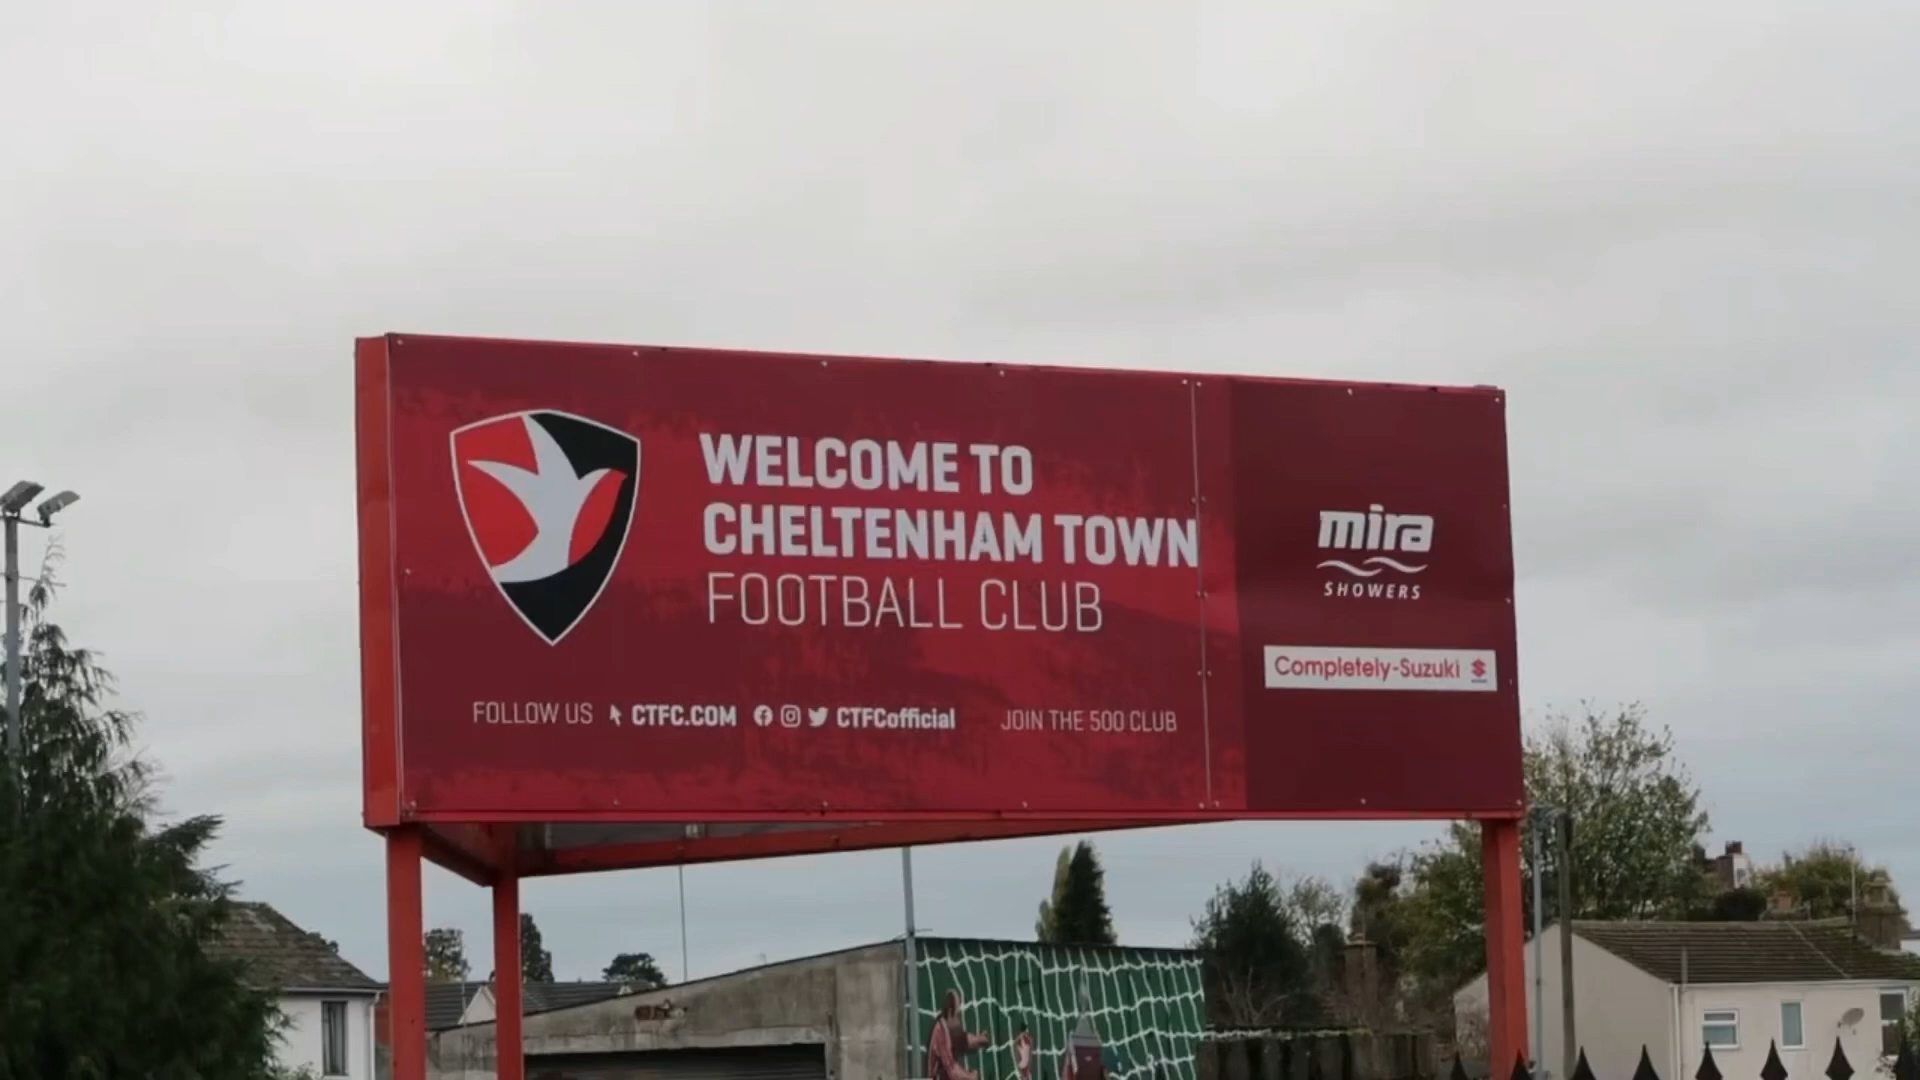 WELCOME TO
CHELTENHAM TOWN
FOOTBALL CLUB
FOLLOW US CTFC.COM CTFCofficial JOIN THE 500 CLUB
mira
SHOWERS
Completely-Suzuki